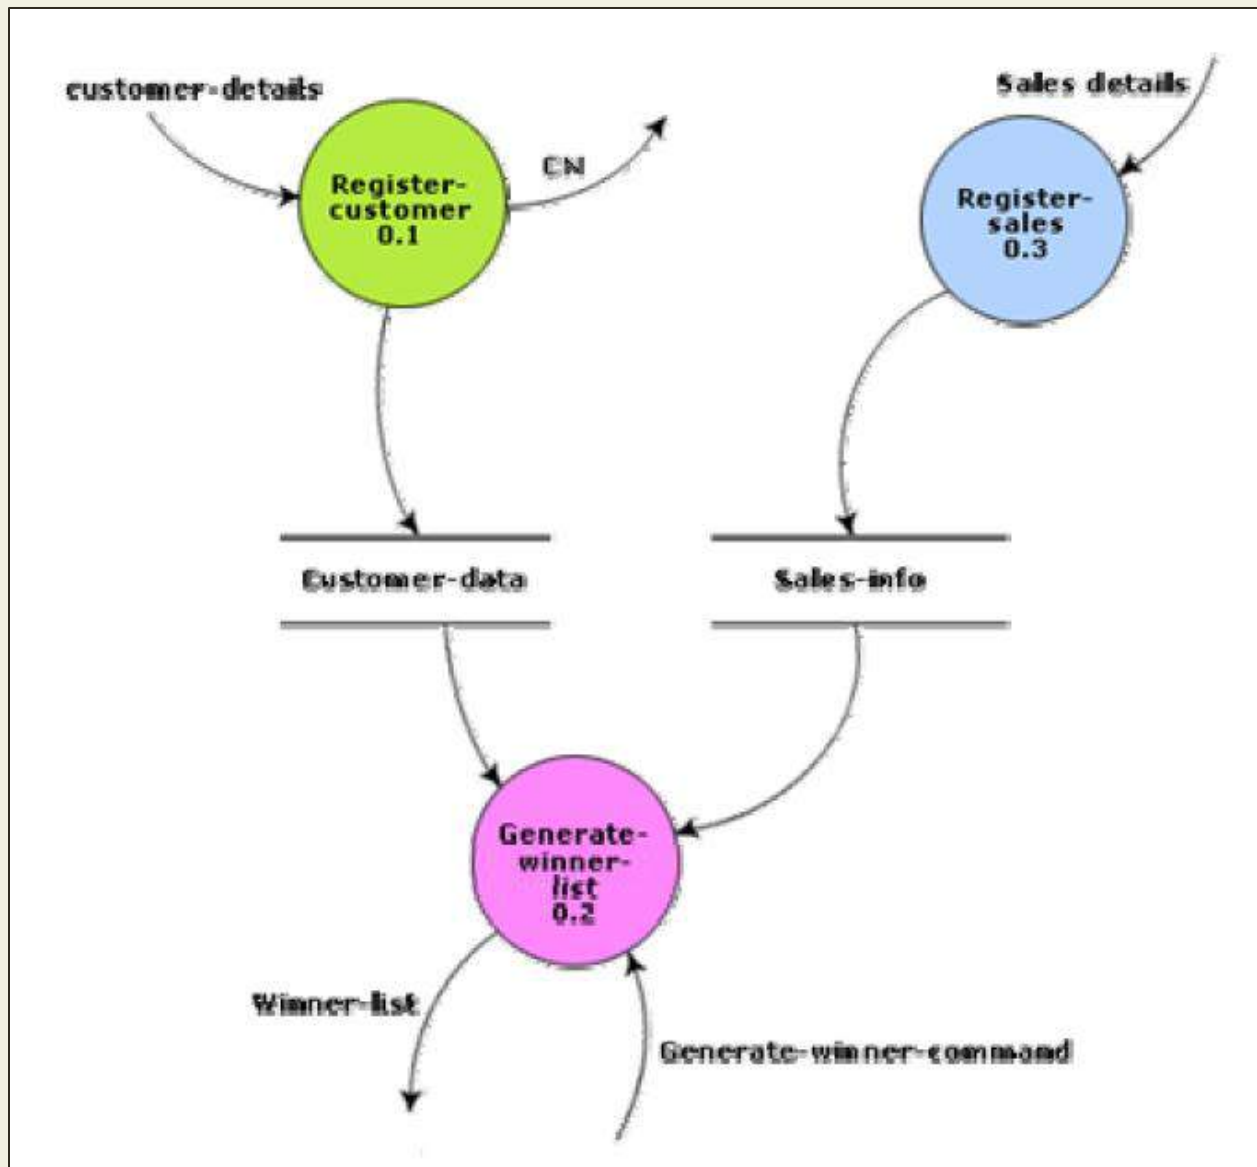 customer-details
Sales details
Register-
customer
0.1
CN
Register-
sales
0.3
Customer-data
Sales-info
Generate-
winner-
list
0.2
Winner-list
Generate-winner-command